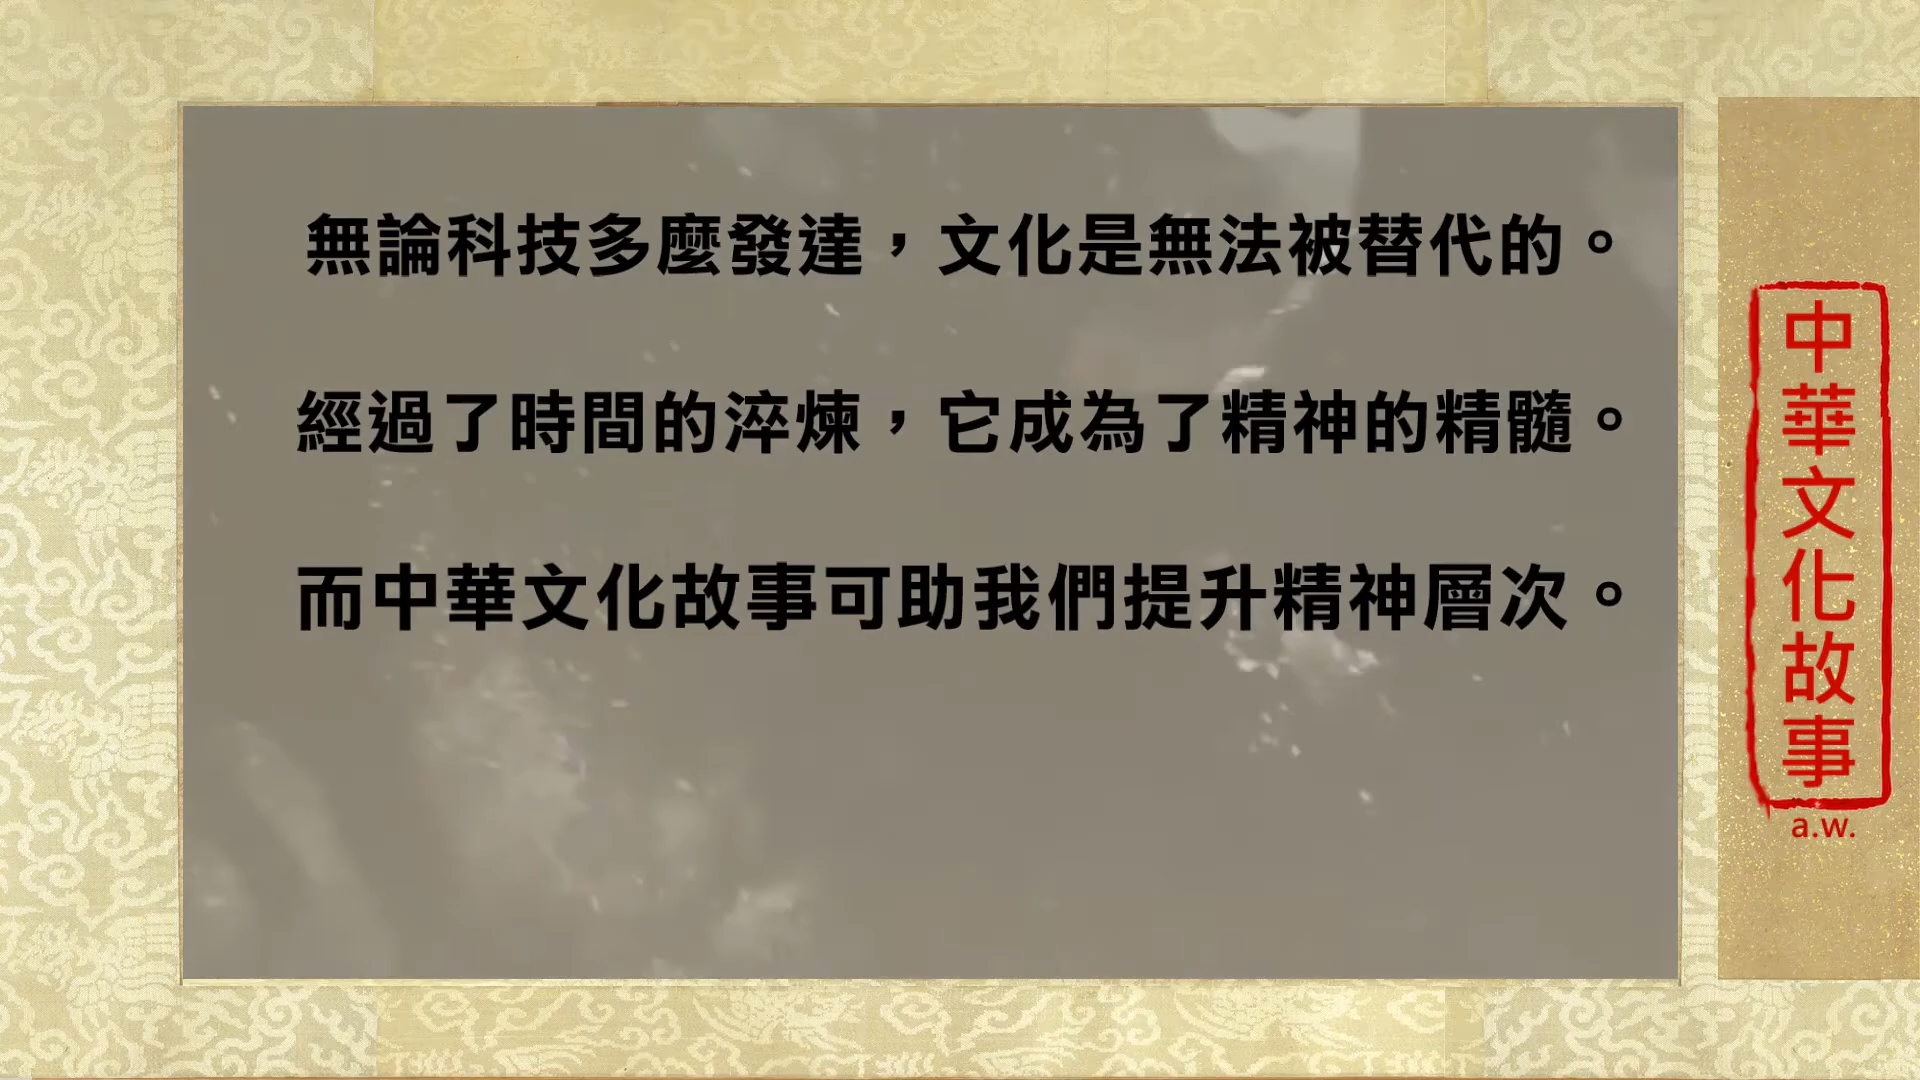 無論科技多麼發達，文化是無法被替代的。
經過了時間的淬煉，它成為了精神的精髓。
而中華文化故事可助我們提升精神層次。
中華文化故事
a.w.